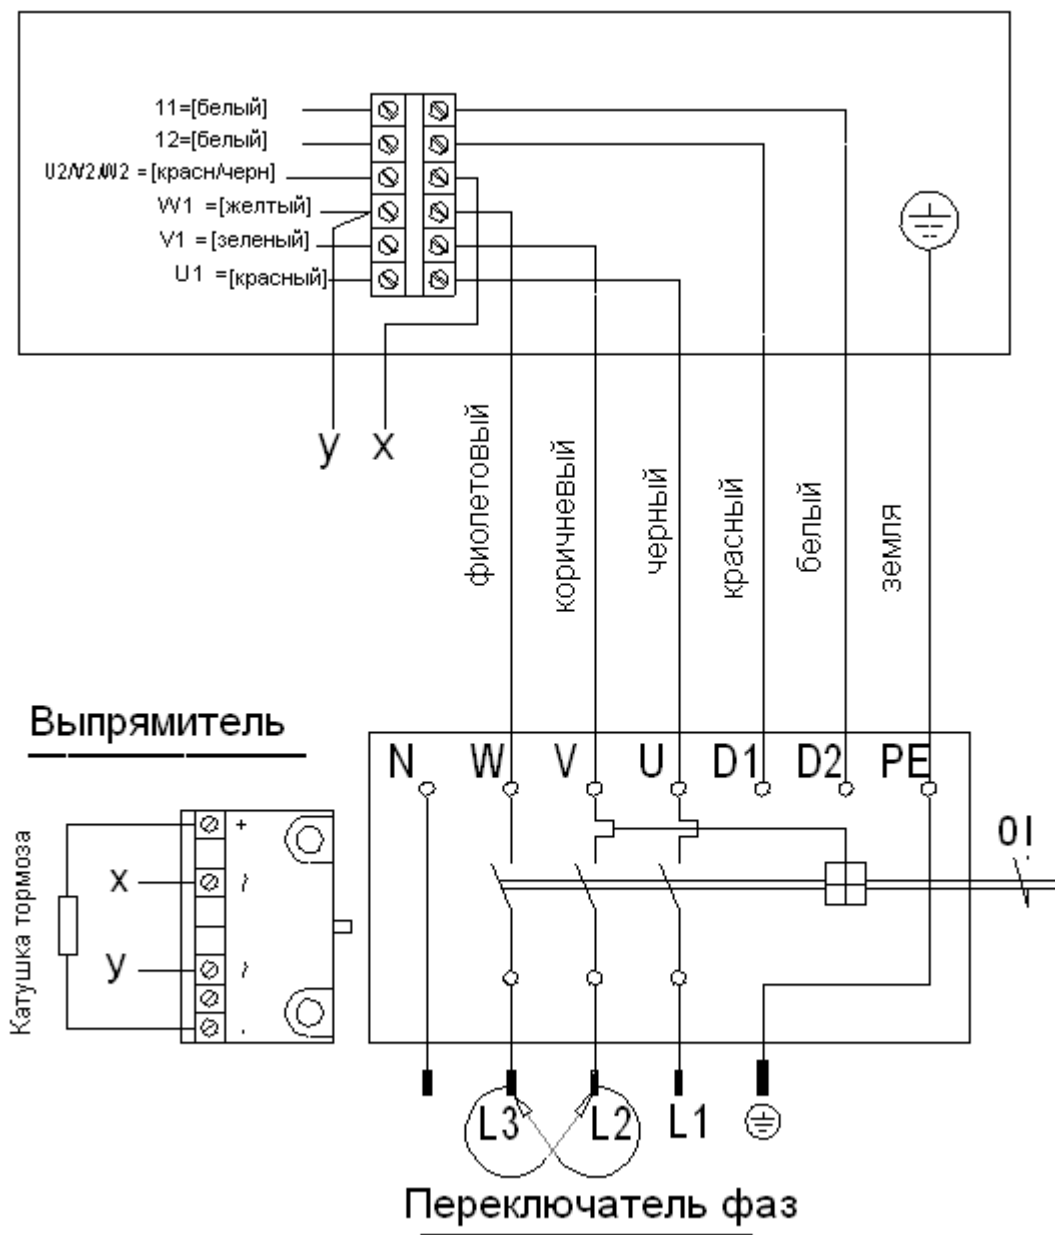 11=[белый]
12=[белый]
U2/V2/W2 =[красн/черн]
W1 =[желтый]
V1 =[зеленый]
U1 =[красный]
y x
фиолетовый
коричневый
черный
красный
белый
земля
Выпрямитель
N W V U D1 D2 PE
+
x
y
-
Катушка тормоза
0I
L3 L2 L1
Переключатель фаз